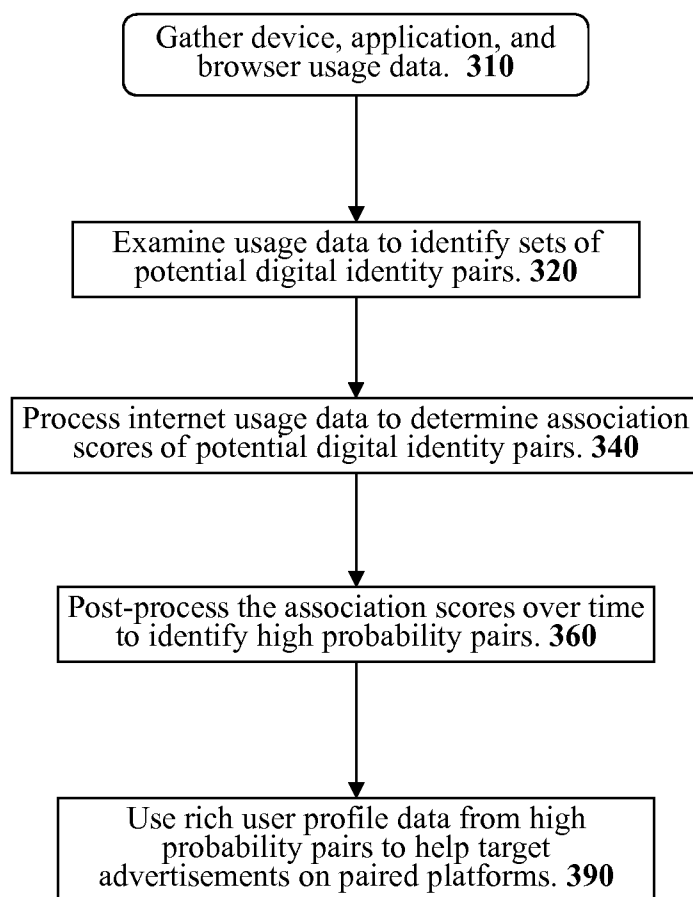 Gather device, application, and
browser usage data. 310
Examine usage data to identify sets of
potential digital identity pairs. 320
Process internet usage data to determine association
scores of potential digital identity pairs. 340
Post-process the association scores over time
to identify high probability pairs. 360
Use rich user profile data from high
probability pairs to help target
advertisements on paired platforms. 390